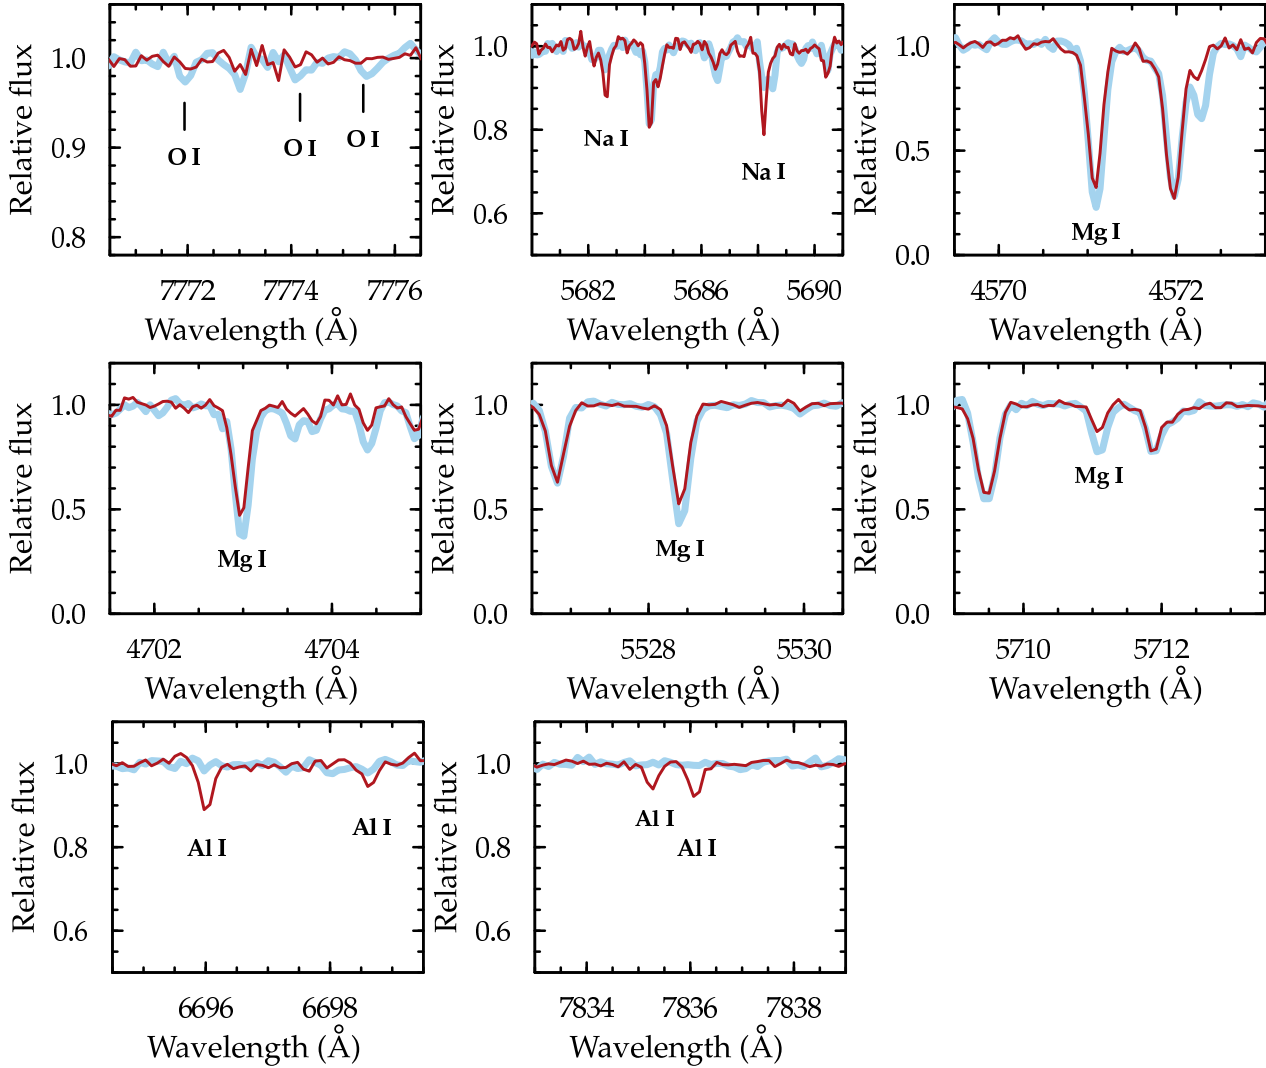 Relative flux
1.0
0.9
0.8
O I
O I
O I
7772
7774
7776
Wavelength (Å)
Relative flux
1.0
0.8
0.6
Na I
Na I
5682
5686
5690
Wavelength (Å)
Relative flux
1.0
0.5
0.0
Mg I
4570
4572
Wavelength (Å)
Relative flux
1.0
0.5
0.0
Mg I
4702
4704
Wavelength (Å)
Relative flux
1.0
0.5
0.0
Mg I
5528
5530
Wavelength (Å)
Relative flux
1.0
0.5
0.0
Mg I
5710
5712
Wavelength (Å)
Relative flux
1.0
0.8
0.6
Al I
Al I
6696
6698
Wavelength (Å)
Relative flux
1.0
0.8
0.6
Al I
Al I
7834
7836
7838
Wavelength (Å)